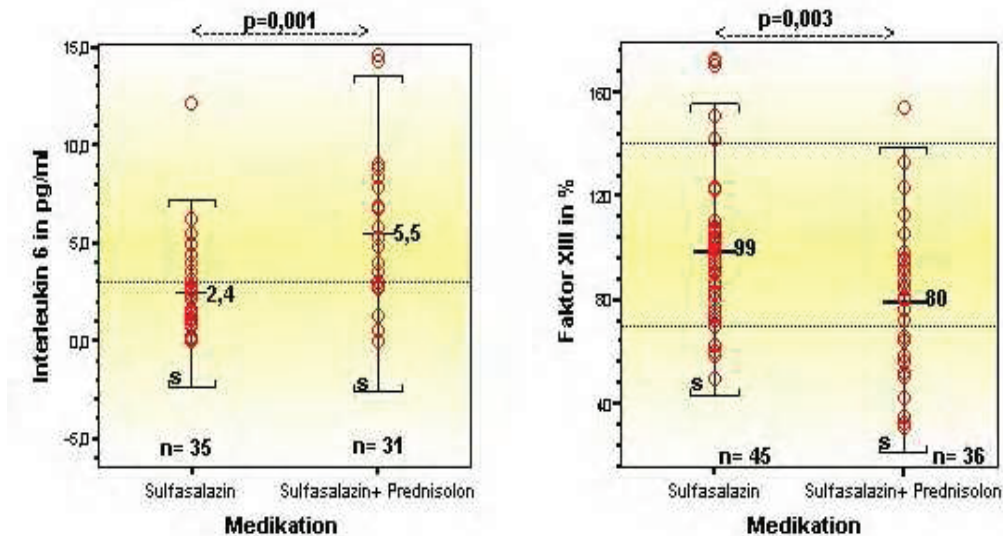 p=0,001
15,0
10,0
5,0
0,0
-5,0
Interleukin 6 in pg/ml
5,5
2,4
s
s
n= 35
n= 31
Sulfasalazin
Sulfasalazin+ Prednisolon
Medikation
p=0,003
160
120
80
40
Faktor XIII in %
99
80
s
s
n= 45
n= 36
Sulfasalazin
Sulfasalazin+ Prednisolon
Medikation